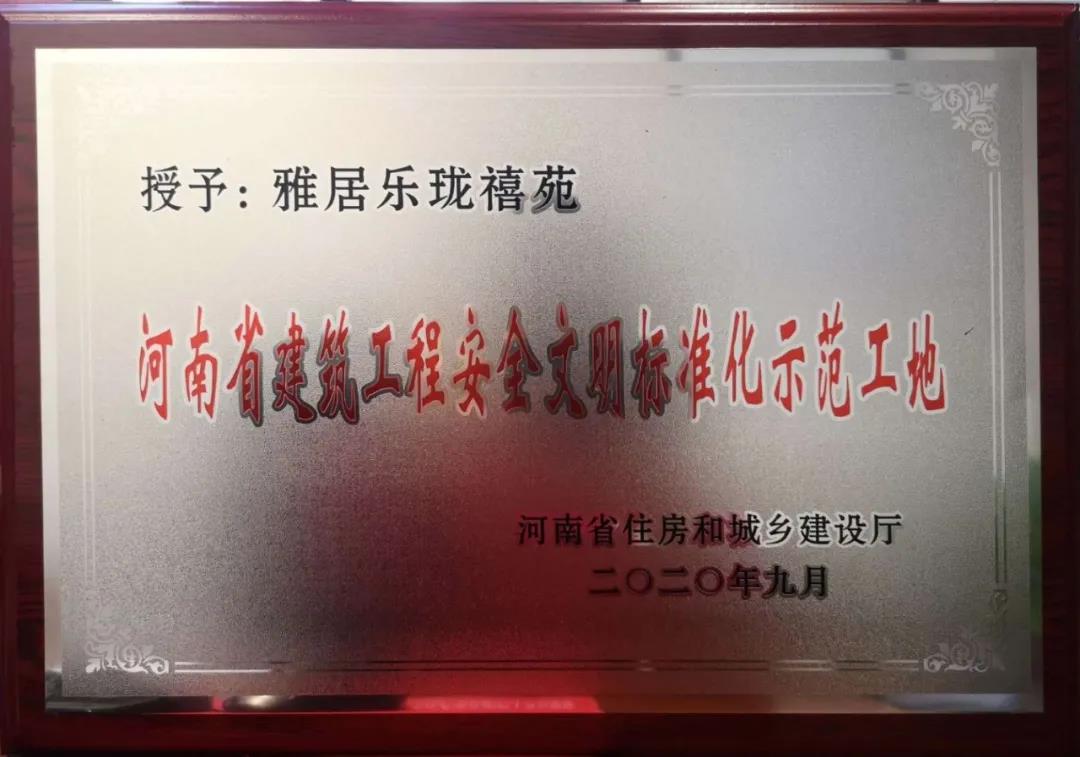 授予：雅居乐珑禧苑
河南省建筑工程安全文明标准化示范工地
河南省住房和城乡建设厅
二〇二〇年九月